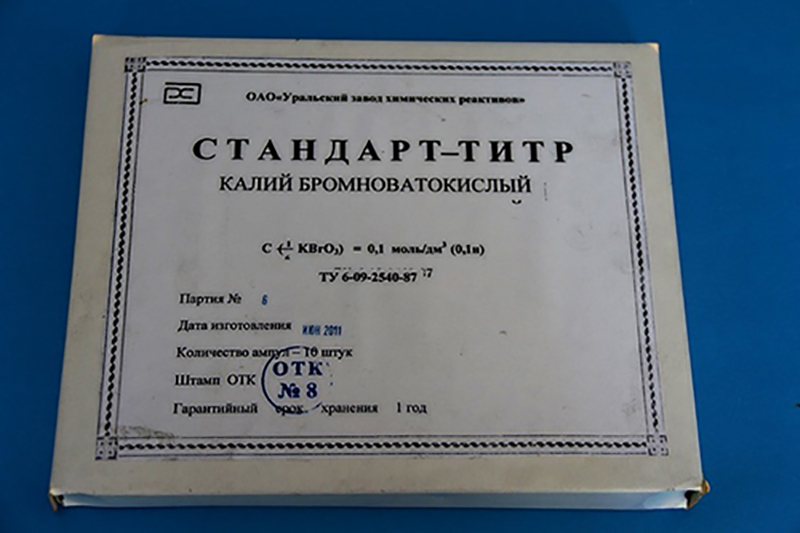 ОАО«Уральский завод химических реактивов»
СТАНДАРТ–ТИТР
КАЛИЙ БРОМНОВАТОКИСЛЫЙ
С (1/6 KBrO₃) = 0,1 моль/дм³ (0,1н)
ТУ 6-09-2540-87
Партия № 6
Дата изготовления ИЮН 2011
Количество ампул – 10 штук
Штамп ОТК
ОТК
№ 8
Гарантийный срок хранения 1 год